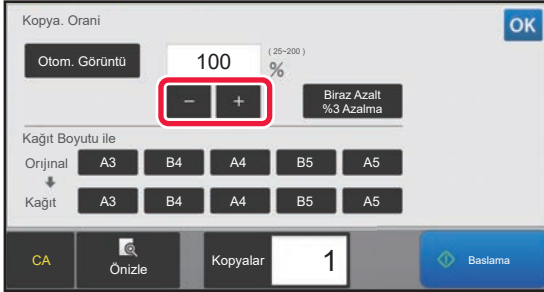 Kopya. Orani
OK
Otom. Görüntü
100
(25~200)
%
− +
Biraz Azalt
%3 Azalma
Kağıt Boyutu ile
Orijinal A3 B4 A4 B5 A5
Kağıt A3 B4 A4 B5 A5
CA
Önizle
Kopyalar 1
Baslama